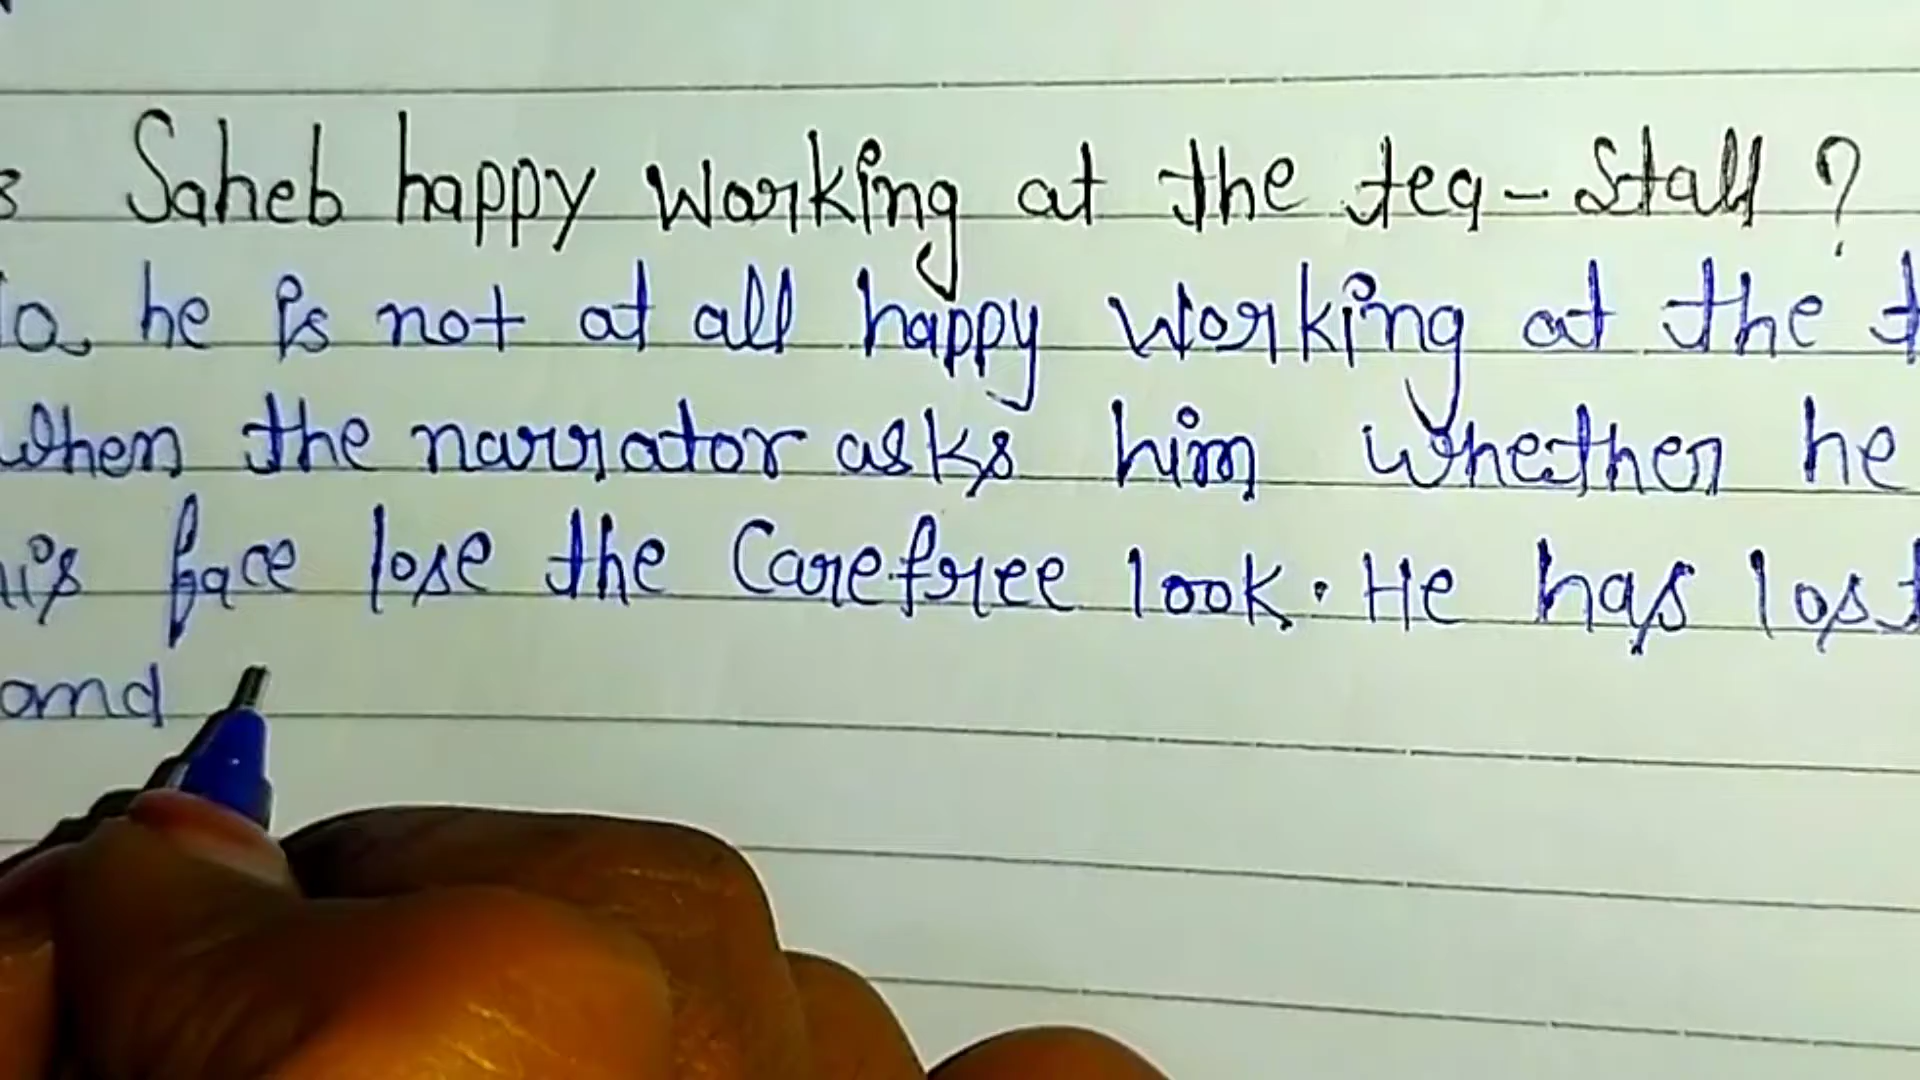 Saheb happy working at the tea-stall?
he is not at all happy working at the
when the narrator asks him whether he
face lose the Carefree look. He has lost
and